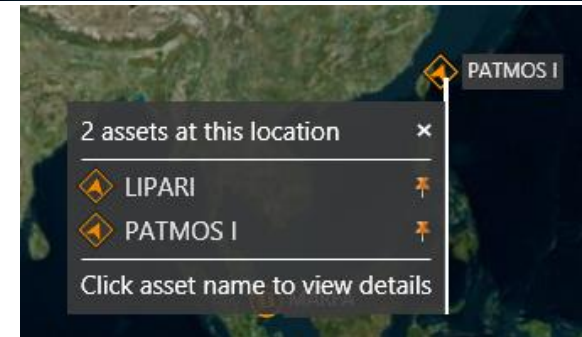 PATMOS I
2 assets at this location ×
LIPARI
PATMOS I
Click asset name to view details